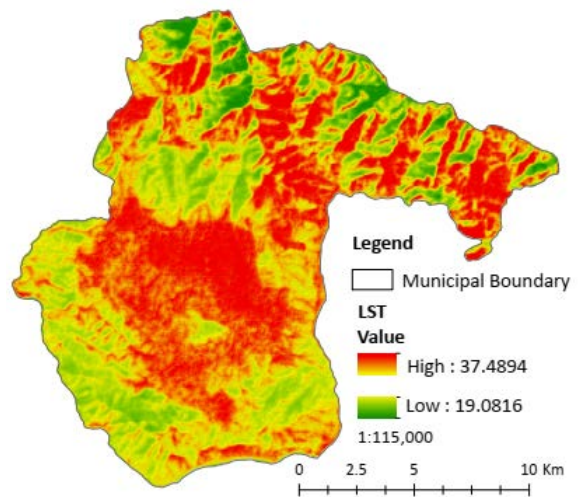 Legend
Municipal Boundary
LST
Value
High : 37.4894
Low : 19.0816
1:115,000
0 2.5 5 10 Km